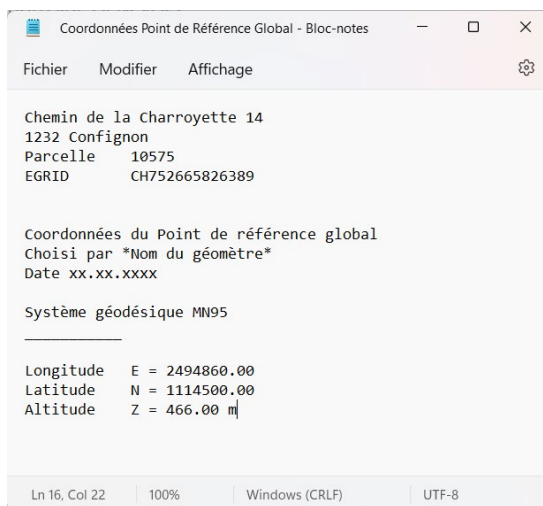 Coordonnées Point de Référence Global - Bloc-notes
Fichier Modifier Affichage
Chemin de la Charroyette 14
1232 Confignon
Parcelle 10575
EGRID CH752665826389
Coordonnées du Point de référence global
Choisi par *Nom du géomètre*
Date xx.xx.xxxx
Système géodésique MN95
___________
Longitude E = 2494860.00
Latitude N = 1114500.00
Altitude Z = 466.00 m
Ln 16, Col 22 100% Windows (CRLF) UTF-8